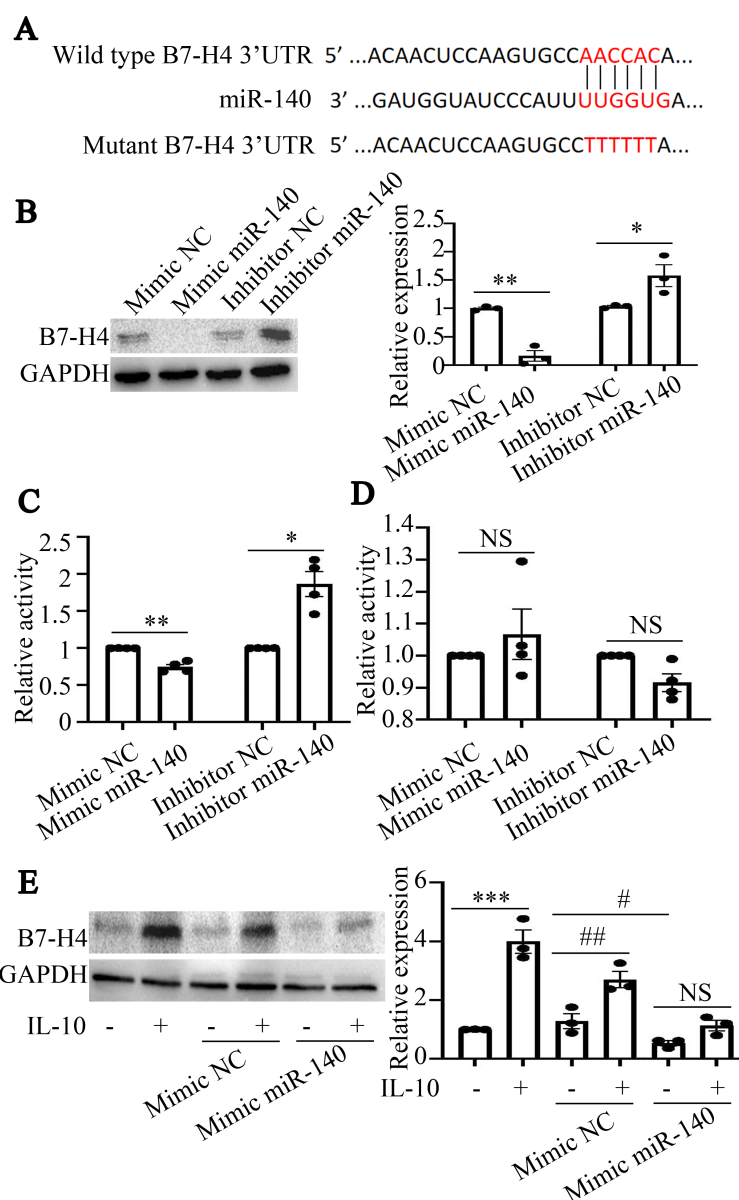 A
Wild type B7-H4 3’UTR 5’ ...ACAACUCCAAGUGCCAACCACA...
miR-140 3’ ...GAUGGUAUCCCAUUUUGGUGA...
Mutant B7-H4 3’UTR 5’ ...ACAACUCCAAGUGCCTTTTTTA...
B
Mimic NC
Mimic miR-140
Inhibitor NC
Inhibitor miR-140
B7-H4
GAPDH
Relative expression
2.5
2
1.5
1
0.5
0
**
*
Mimic NC
Mimic miR-140
Inhibitor NC
Inhibitor miR-140
C
Relative activity
2.5
2
1.5
1
0.5
0
**
*
Mimic NC
Mimic miR-140
Inhibitor NC
Inhibitor miR-140
D
Relative activity
1.4
1.3
1.2
1.1
1.0
0.9
0.8
NS
NS
Mimic NC
Mimic miR-140
Inhibitor NC
Inhibitor miR-140
E
B7-H4
GAPDH
IL-10 - + - + - +
Mimic NC
Mimic miR-140
Relative expression
6
4
2
0
***
#
##
NS
IL-10 - + - + - +
Mimic NC
Mimic miR-140